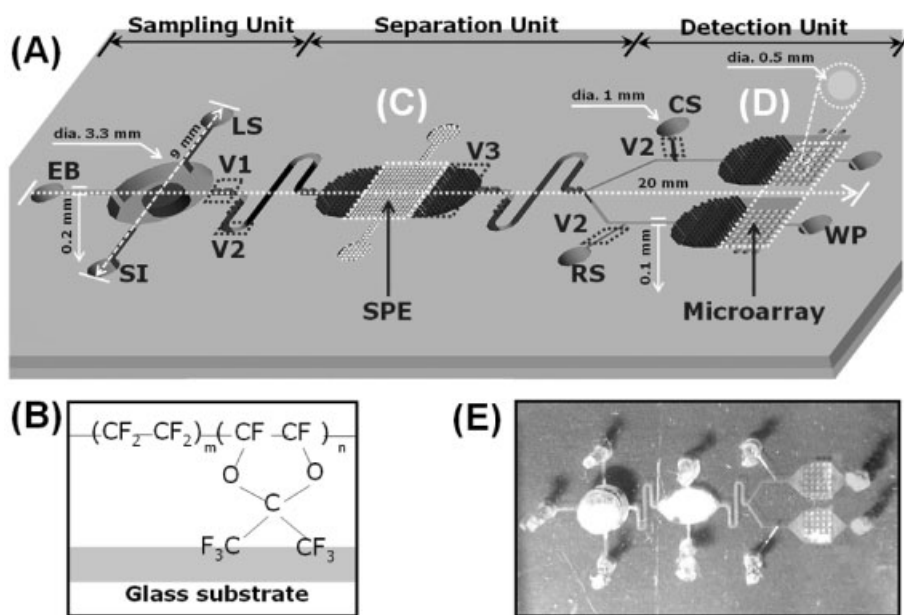 Sampling Unit
Separation Unit
Detection Unit
(A)
dia. 0.5 mm
dia. 3.3 mm
9 mm
LS
(C)
dia. 1 mm
CS
(D)
EB
V1
V3
V2
20 mm
0.2 mm
V2
V2
SI
RS
0.1 mm
WP
SPE
Microarray
(B)
(CF2 CF2)m(CF CF)n
O O
C
F3C CF3
Glass substrate
(E)